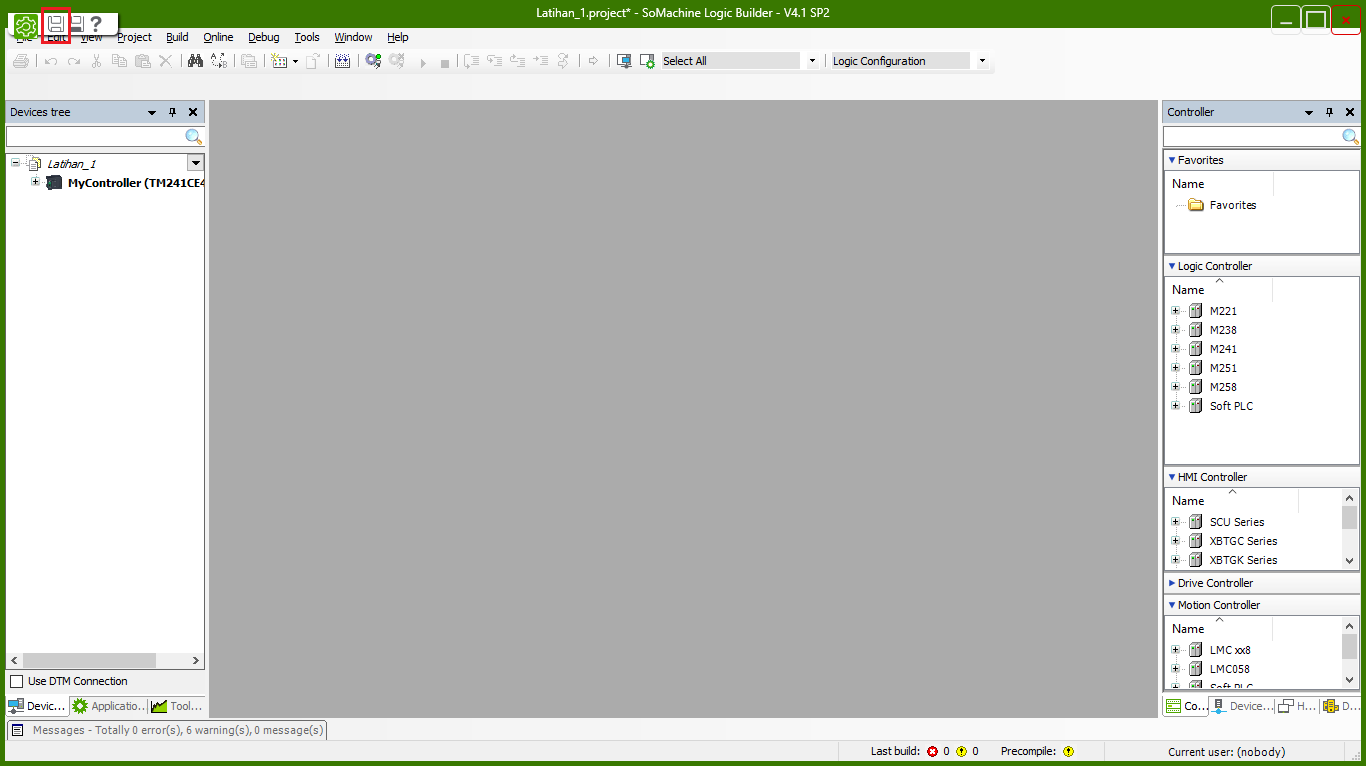 Latihan_1.project* - SoMachine Logic Builder - V4.1 SP2
Edit View Project Build Online Debug Tools Window Help
Select All Logic Configuration
Devices tree
Latihan_1
MyController (TM241CE4
Use DTM Connection
Devic... Applicatio... Tool...
Controller
Favorites
Name
Favorites
Logic Controller
Name
M221
M238
M241
M251
M258
Soft PLC
HMI Controller
Name
SCU Series
XBTGC Series
XBTGK Series
Drive Controller
Motion Controller
Name
LMC xx8
LMC058
Soft PLC
Co... Device... H... D...
Messages - Totally 0 error(s), 6 warning(s), 0 message(s)
Last build: 0 0 Precompile: Current user: (nobody)